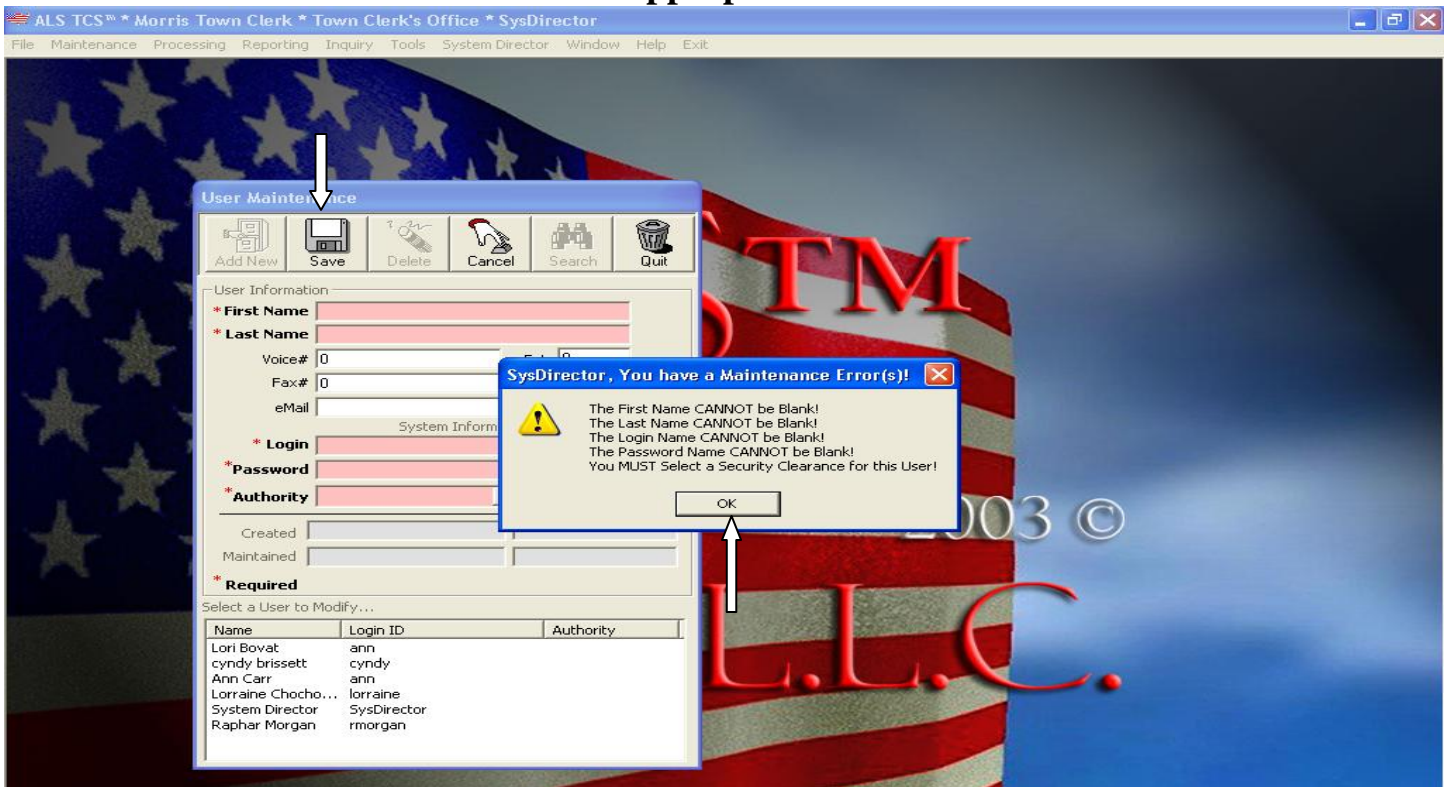 ALS TCS™ * Morris Town Clerk * Town Clerk's Office * SysDirector
File Maintenance Processing Reporting Inquiry Tools System Director Window Help Exit
TM
2003 ©
L.L.C.
User Maintenance
Add New Save Delete Cancel Search Quit
User Information
* First Name
* Last Name
Voice# 0
Fax# 0
eMail
System Inform
* Login
*Password
*Authority
Created
Maintained
* Required
Select a User to Modify...
Name Login ID Authority
Lori Bovat ann
cyndy brissett cyndy
Ann Carr ann
Lorraine Chocho... lorraine
System Director SysDirector
Raphar Morgan rmorgan
SysDirector, You have a Maintenance Error(s)!
The First Name CANNOT be Blank!
The Last Name CANNOT be Blank!
The Login Name CANNOT be Blank!
The Password Name CANNOT be Blank!
You MUST Select a Security Clearance for this User!
OK